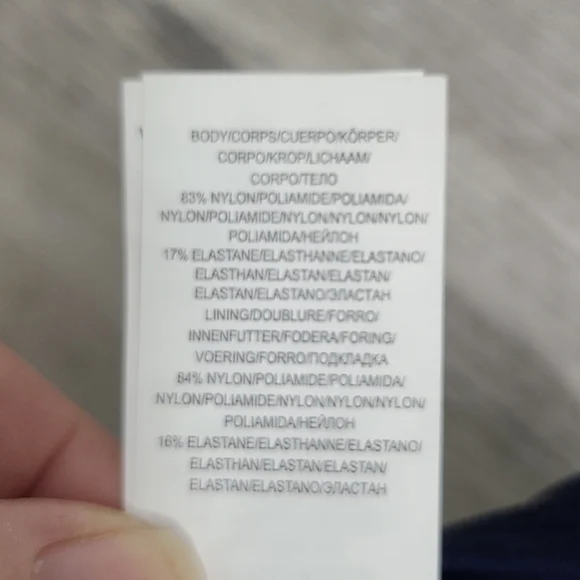 BODY/CORPS/CUERPO/KÖRPER/
CORPO/KROP/LICHAAM/
CORPO/ТЕЛО
83% NYLON/POLIAMIDE/POLIAMIDA/
NYLON/POLIAMIDE/NYLON/NYLON/NYLON/
POLIAMIDA/НЕЙЛОН
17% ELASTANE/ELASTHANNE/ELASTANO/
ELASTHAN/ELASTAN/ELASTAN/
ELASTAN/ELASTANO/ЭЛАСТАН
LINING/DOUBLURE/FORRO/
INNENFUTTER/FODERA/FORING/
VOERING/FORRO/ПОДКЛАДКА
84% NYLON/POLIAMIDE/POLIAMIDA/
NYLON/POLIAMIDE/NYLON/NYLON/NYLON/
POLIAMIDA/НЕЙЛОН
16% ELASTANE/ELASTHANNE/ELASTANO/
ELASTHAN/ELASTAN/ELASTAN/
ELASTAN/ELASTANO/ЭЛАСТАН